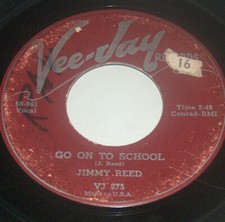 Vee-Jay
RECORDS
16
Vocal
Time 2:48
Conrad-BMI
GO ON TO SCHOOL
(J. Reed)
JIMMY REED
VJ 275
Made in U.S.A.